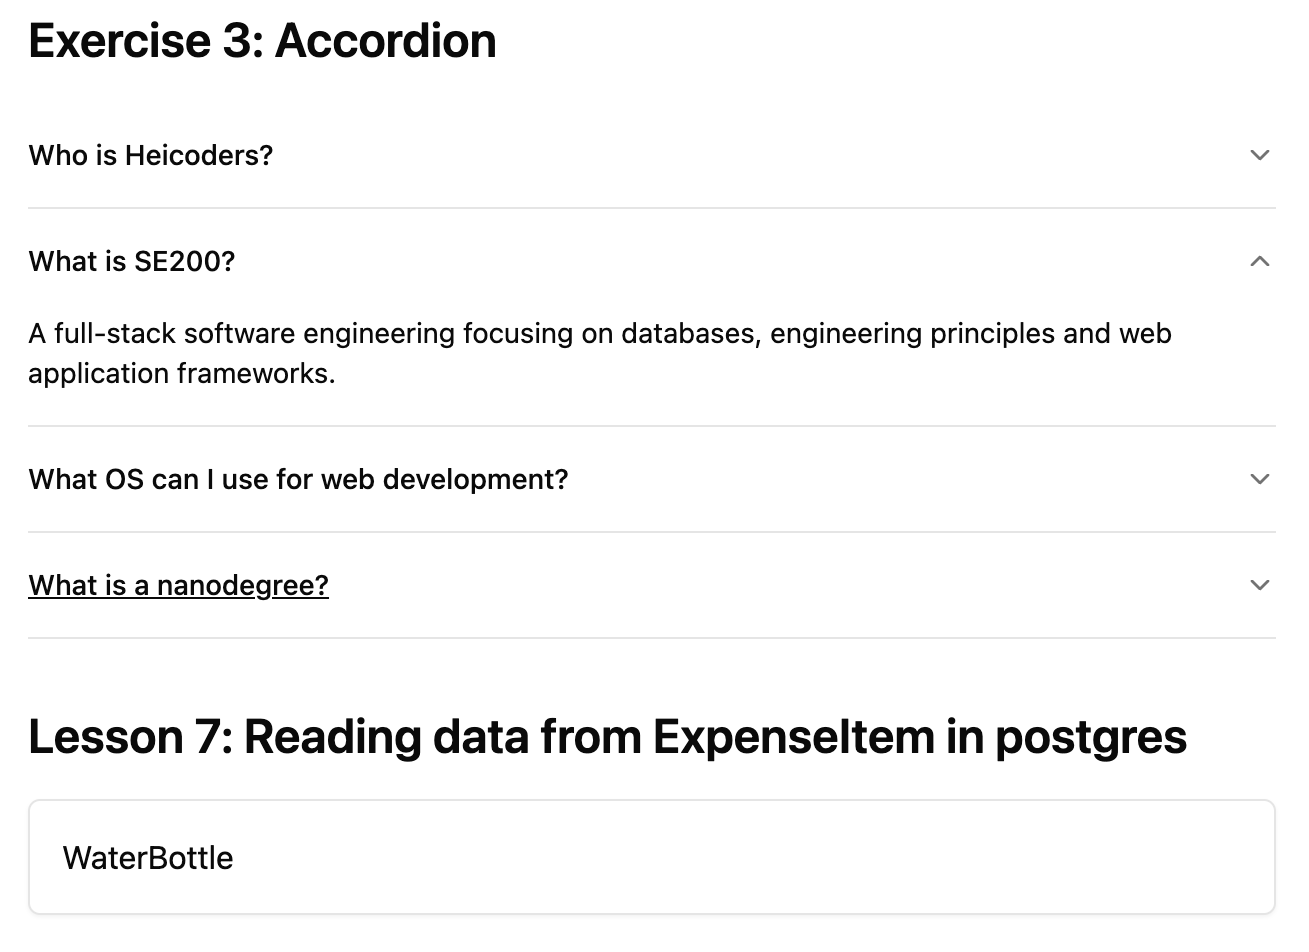 Exercise 3: Accordion
Who is Heicoders?
What is SE200?
A full-stack software engineering focusing on databases, engineering principles and web
application frameworks.
What OS can I use for web development?
What is a nanodegree?
Lesson 7: Reading data from ExpenseItem in postgres
WaterBottle